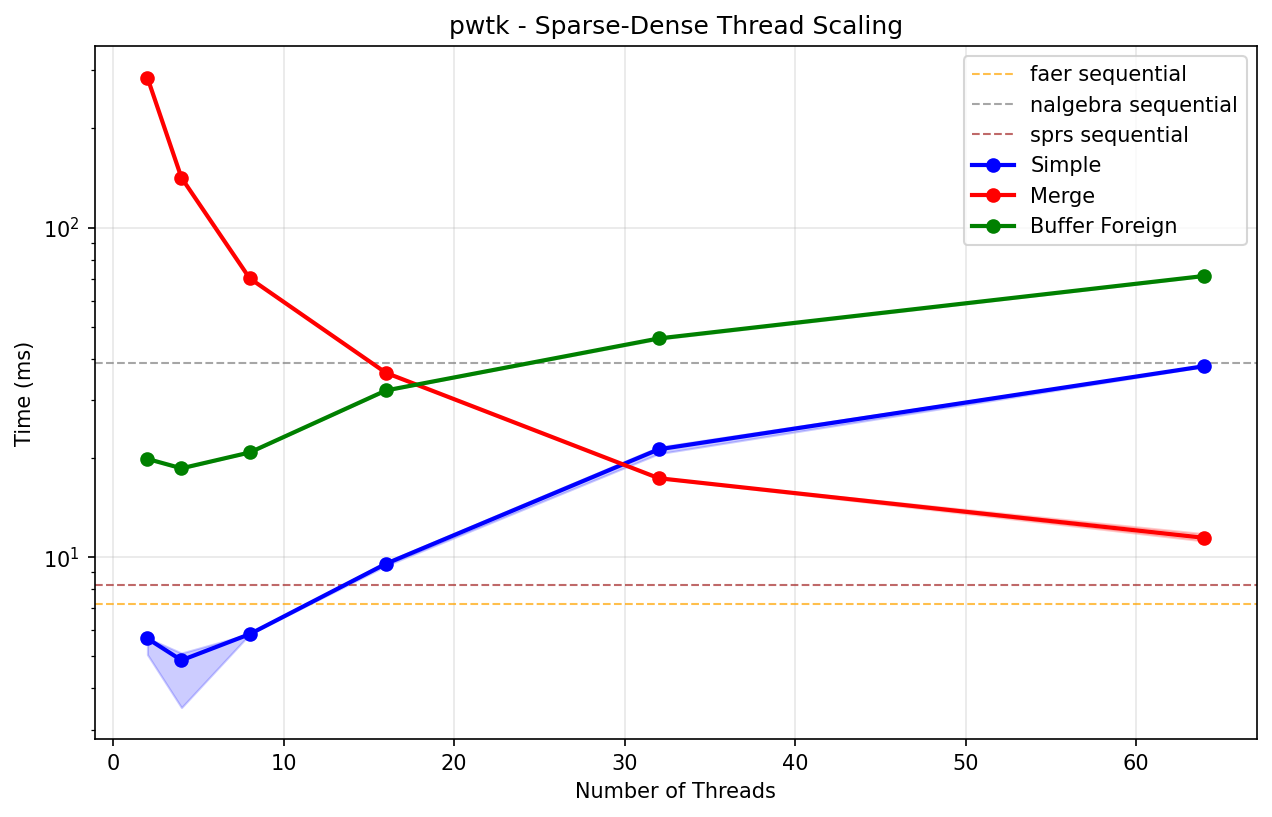 pwtk - Sparse-Dense Thread Scaling
faer sequential
nalgebra sequential
sprs sequential
Simple
Merge
Buffer Foreign
Time (ms)
10²
10¹
0 10 20 30 40 50 60
Number of Threads